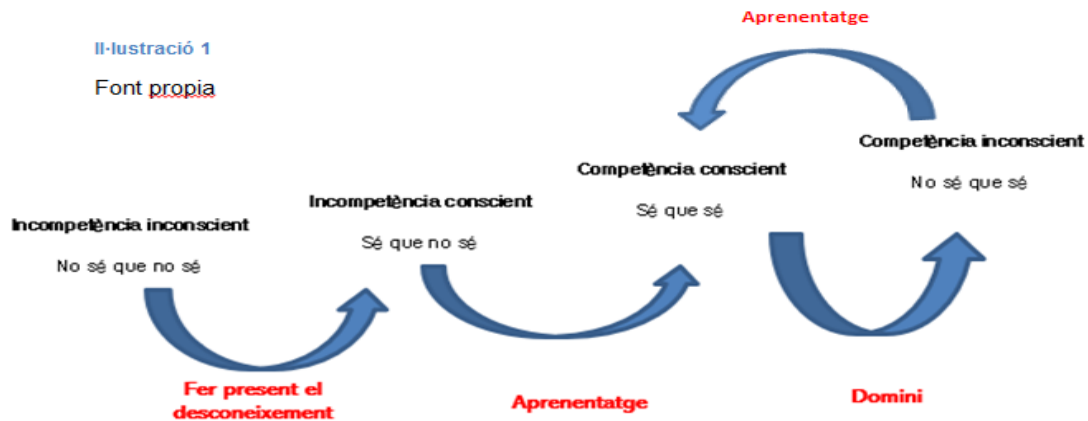 Aprenentatge
Il·lustració 1
Font propia
Competència inconscient
No sé que sé
Competència conscient
Sé que sé
Incompetència conscient
Sé que no sé
Incompetència inconscient
No sé que no sé
Fer present el
desconeixement
Aprenentatge
Domini